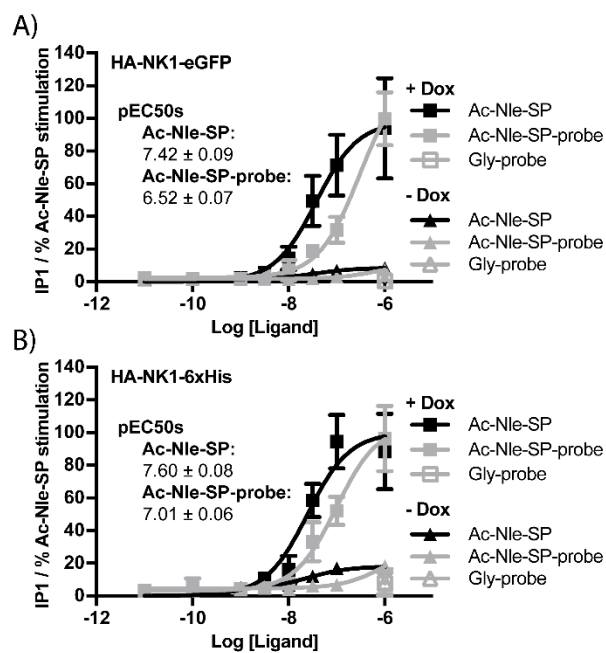 A)
HA-NK1-eGFP
pEC50s
Ac-Nle-SP:
7.42 ± 0.09
Ac-Nle-SP-probe:
6.52 ± 0.07
IP1 / % Ac-Nle-SP stimulation
140
120
100
80
60
40
20
0
-12
-10
-8
-6
Log [Ligand]
+ Dox
Ac-Nle-SP
Ac-Nle-SP-probe
Gly-probe
- Dox
Ac-Nle-SP
Ac-Nle-SP-probe
Gly-probe
B)
HA-NK1-6xHis
pEC50s
Ac-Nle-SP:
7.60 ± 0.08
Ac-Nle-SP-probe:
7.01 ± 0.06
IP1 / % Ac-Nle-SP stimulation
140
120
100
80
60
40
20
0
-12
-10
-8
-6
Log [Ligand]
+ Dox
Ac-Nle-SP
Ac-Nle-SP-probe
Gly-probe
- Dox
Ac-Nle-SP
Ac-Nle-SP-probe
Gly-probe